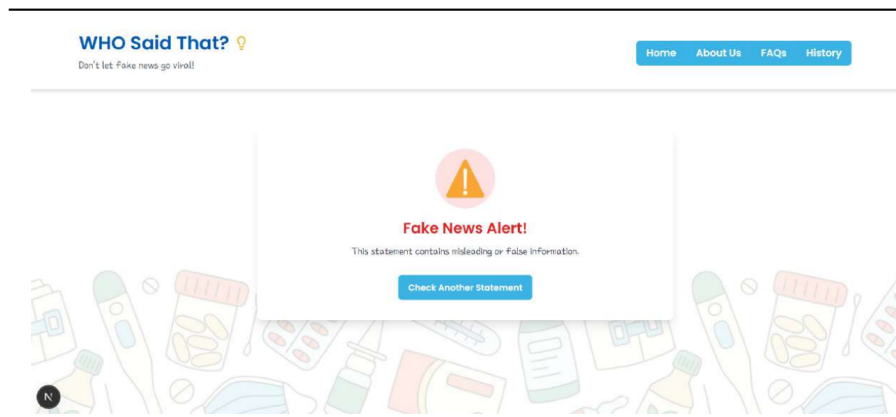 WHO Said That?
Don't let fake news go viral!
Home About Us FAQs History
Fake News Alert!
This statement contains misleading or false information.
Check Another Statement
N